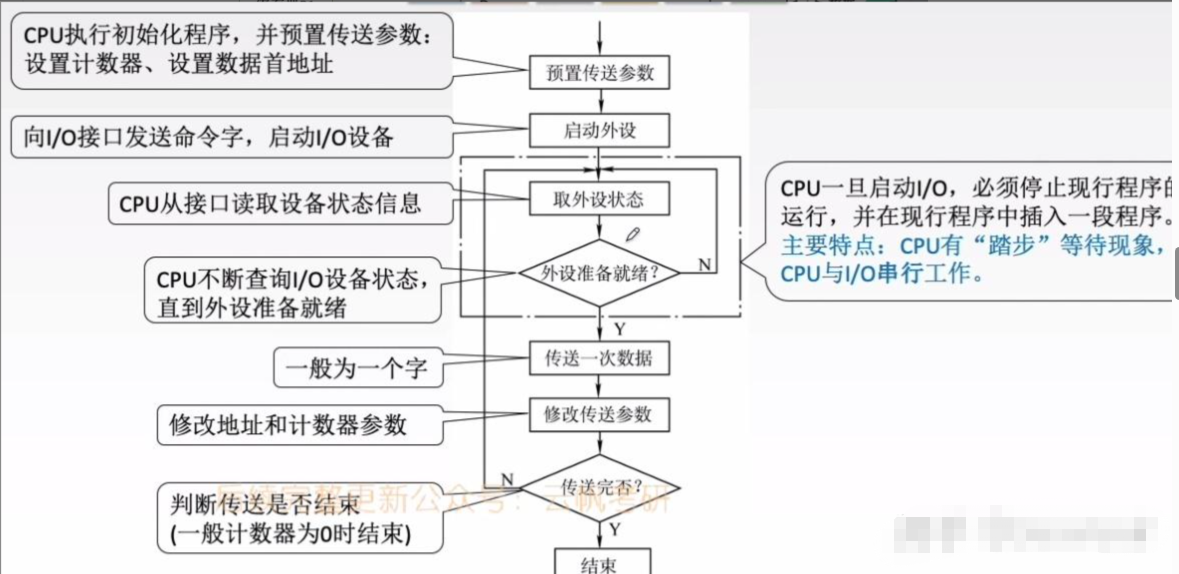 CPU执行初始化程序，并预置传送参数：
设置计数器、设置数据首地址
预置传送参数
向I/O接口发送命令字，启动I/O设备
启动外设
CPU从接口读取设备状态信息
取外设状态
CPU一旦启动I/O，必须停止现行程序的
运行，并在现行程序中插入一段程序。
主要特点：CPU有“踏步”等待现象，
CPU与I/O串行工作。
CPU不断查询I/O设备状态，
直到外设准备就绪
外设准备就绪？
N
Y
一般为一个字
传送一次数据
修改地址和计数器参数
修改传送参数
判断传送是否结束
(一般计数器为0时结束)
N
传送完否？
后续完整更新公众号：云帆考研
Y
结束